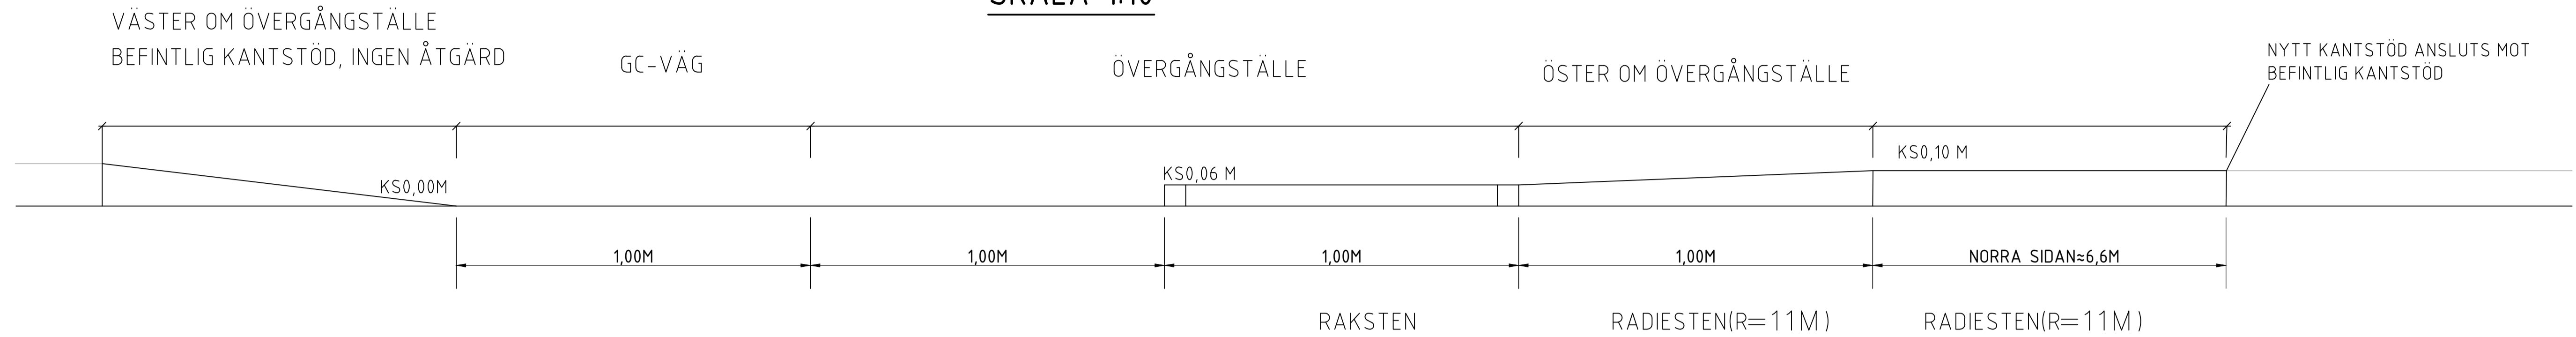 VÄSTER OM ÖVERGÅNGSTÄLLE
BEFINTLIG KANTSTÖD, INGEN ÅTGÄRD
GC-VÄG
ÖVERGÅNGSTÄLLE
ÖSTER OM ÖVERGÅNGSTÄLLE
NYTT KANTSTÖD ANSLUTS MOT
BEFINTLIG KANTSTÖD
KS0,00M
KS0,06 M
KS0,10 M
1,00M
1,00M
1,00M
1,00M
NORRA SIDAN≈6,6M
RAKSTEN
RADIESTEN(R=11M)
RADIESTEN(R=11M)